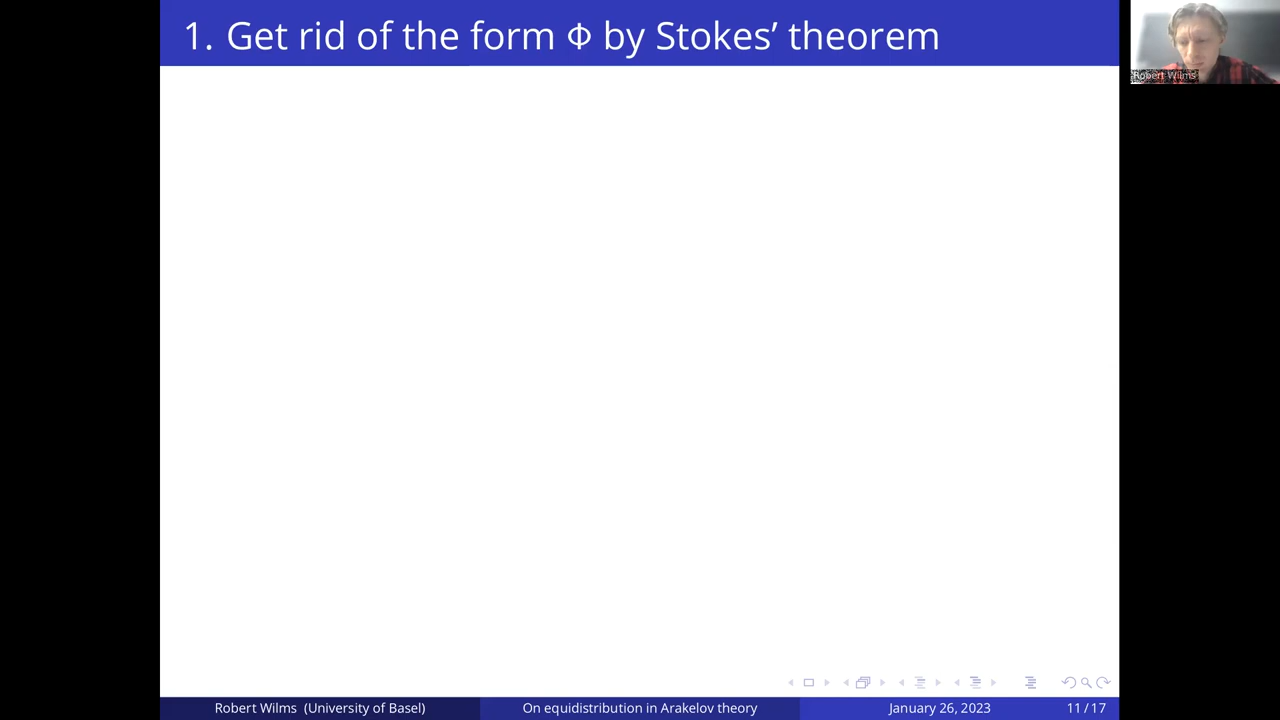 1. Get rid of the form Φ by Stokes’ theorem
Robert Wilms
Robert Wilms (University of Basel)
On equidistribution in Arakelov theory
January 26, 2023
11 / 17